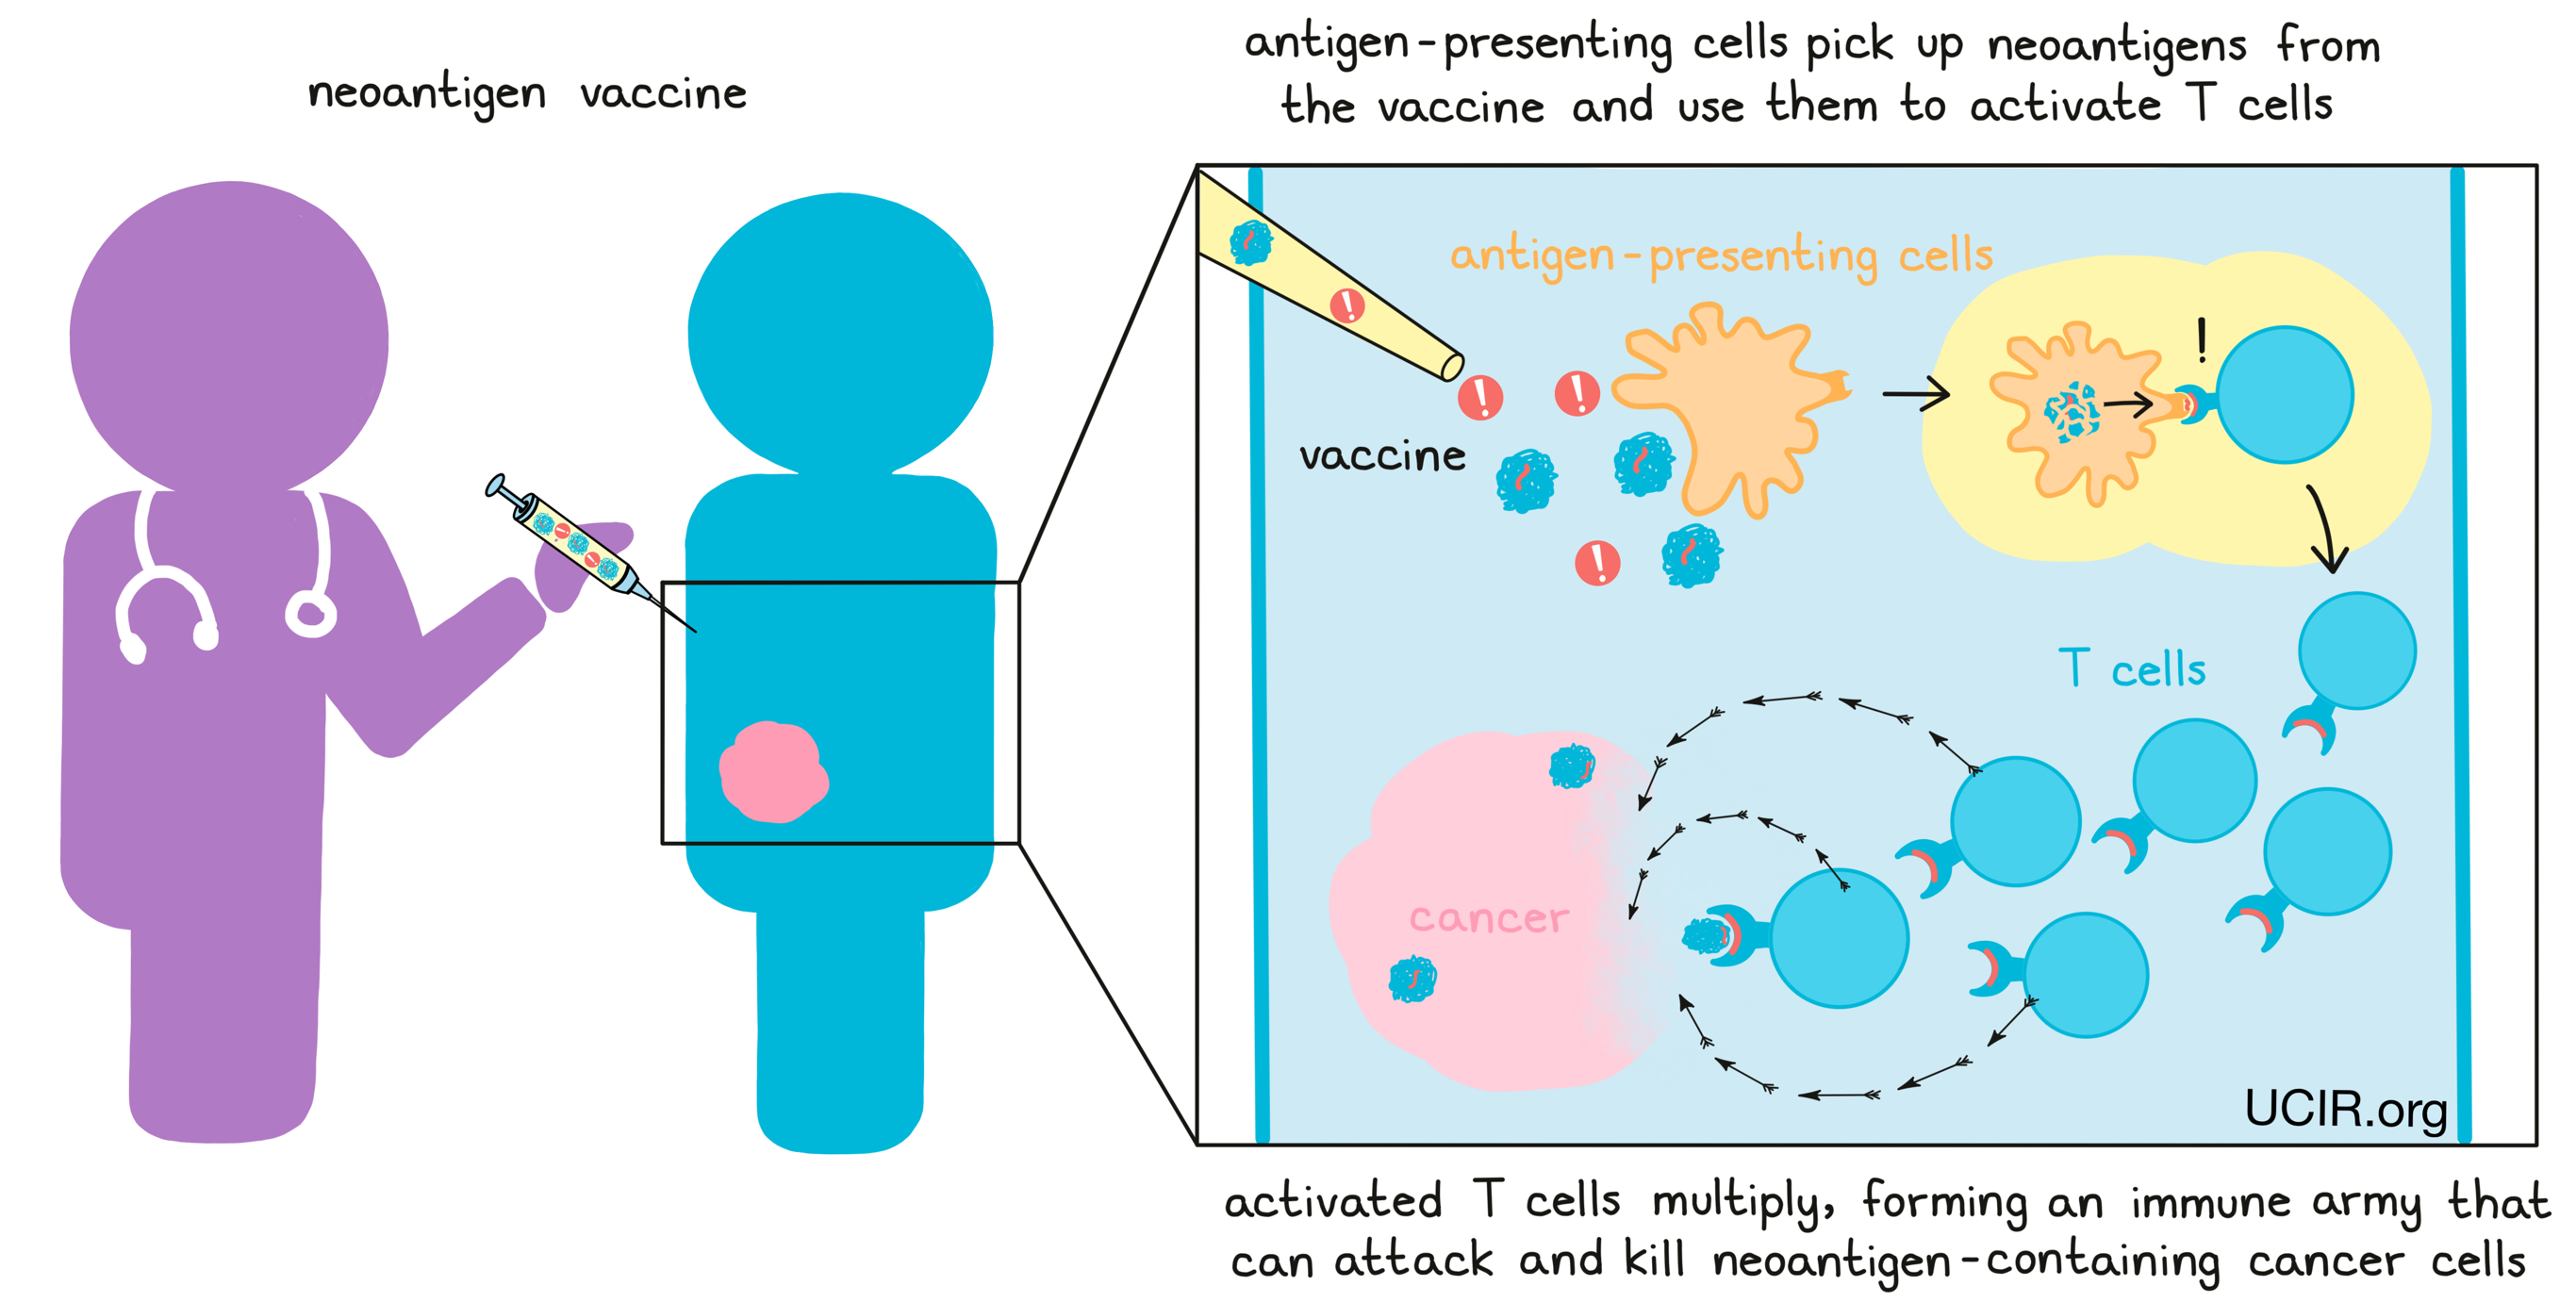 neoantigen vaccine
antigen-presenting cells pick up neoantigens from
the vaccine and use them to activate T cells
antigen-presenting cells
!
!
!
!
vaccine
!
T cells
cancer
UCIR.org
activated T cells multiply, forming an immune army that
can attack and kill neoantigen-containing cancer cells